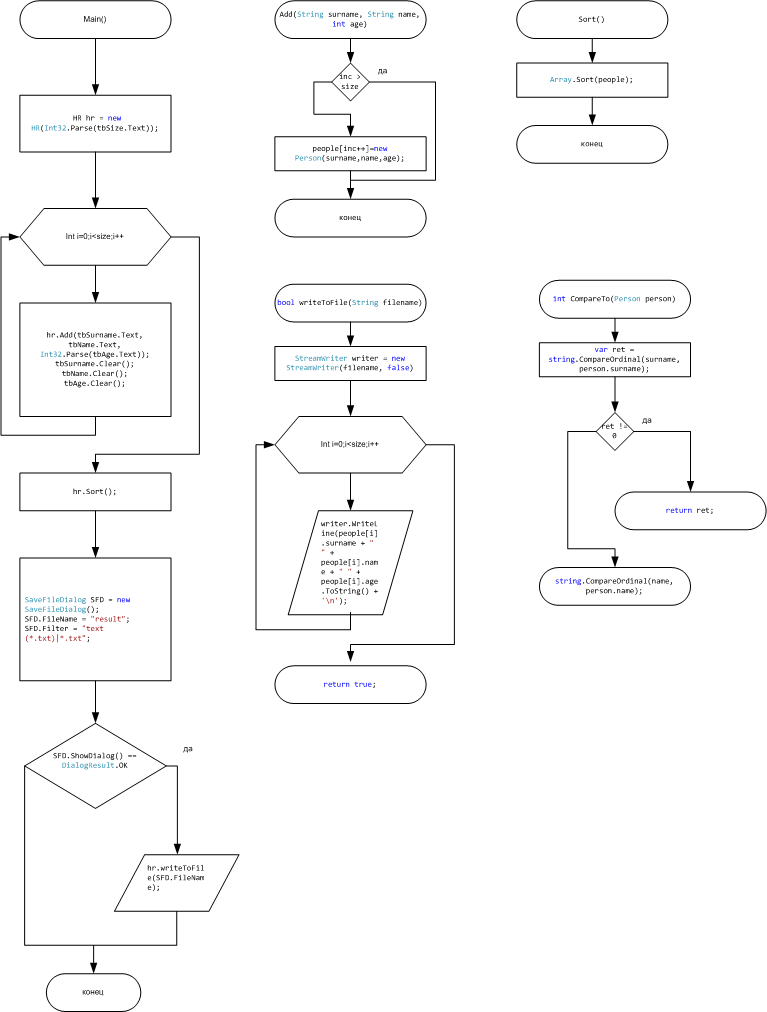 Main()
HR hr = new
HR(Int32.Parse(tbSize.Text));
Int i=0;i<size;i++
hr.Add(tbSurname.Text,
tbName.Text,
Int32.Parse(tbAge.Text));
tbSurname.Clear();
tbName.Clear();
tbAge.Clear();
hr.Sort();
SaveFileDialog SFD = new
SaveFileDialog();
SFD.FileName = "result";
SFD.Filter = "text
(*.txt)|*.txt";
SFD.ShowDialog() ==
DialogResult.OK
да
hr.writeToFil
e(SFD.FileNam
e);
конец
Add(String surname, String name,
int age)
inc >
size
да
people[inc++]=new
Person(surname,name,age);
конец
bool writeToFile(String filename)
StreamWriter writer = new
StreamWriter(filename, false)
Int i=0;i<size;i++
writer.WriteL
ine(people[i]
.surname + "
" +
people[i].nam
e + " " +
people[i].age
.ToString() +
'\n');
return true;
Sort()
Array.Sort(people);
конец
int CompareTo(Person person)
var ret =
string.CompareOrdinal(surname,
person.surname);
ret !=
0
да
return ret;
string.CompareOrdinal(name,
person.name);